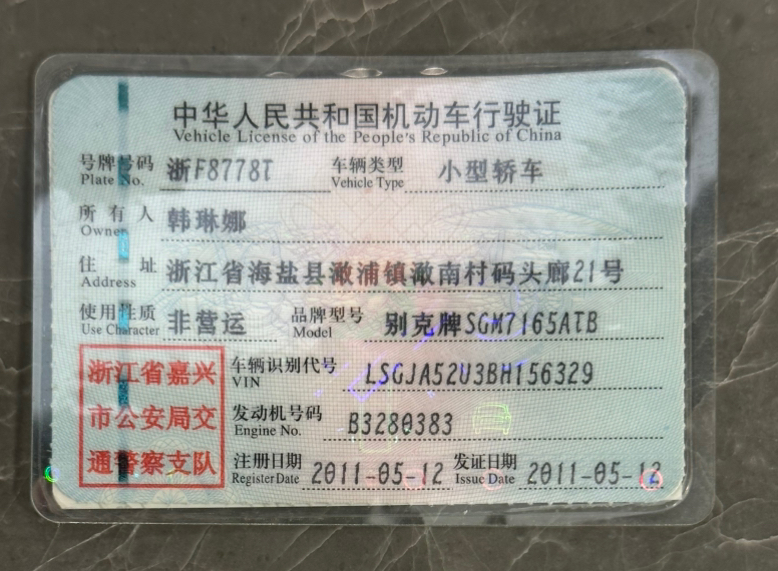 中华人民共和国机动车行驶证
Vehicle License of the People's Republic of China
号牌号码 浙F8778T 车辆类型 小型轿车
Plate No. Vehicle Type
所有人 韩琳娜
Owner
住址 浙江省海盐县澉浦镇澉南村码头廊21号
Address
使用性质 非营运 品牌型号 别克牌SGM7165ATB
Use Character Model
浙江省嘉兴
市公安局交
通警察支队
车辆识别代号 LSGJA52U3BH156329
VIN
发动机号码 B3280383
Engine No.
注册日期 2011-05-12 发证日期 2011-05-12
Register Date Issue Date